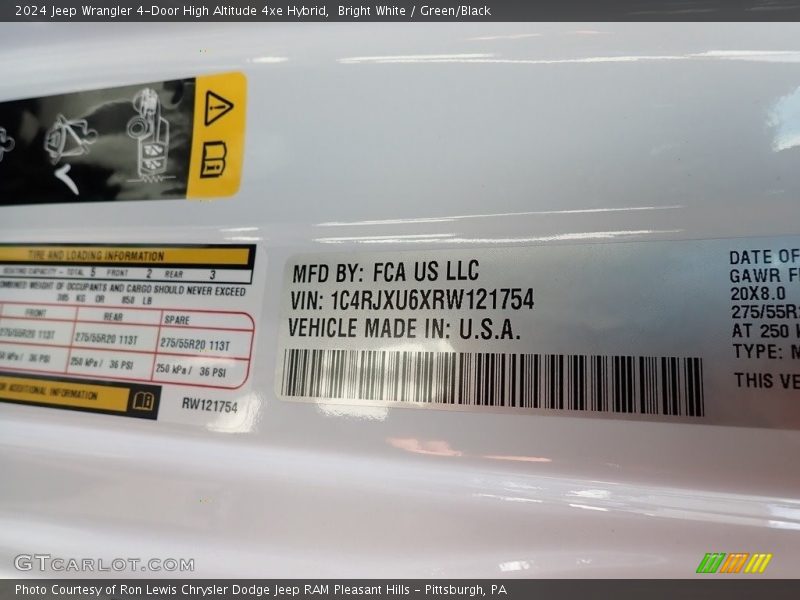 2024 Jeep Wrangler 4-Door High Altitude 4xe Hybrid, Bright White / Green/Black
TIRE AND LOADING INFORMATION
SEATING CAPACITY - TOTAL 5 FRONT 2 REAR 3
COMBINED WEIGHT OF OCCUPANTS AND CARGO SHOULD NEVER EXCEED
385 KG OR 850 LB
FRONT REAR SPARE
275/55R20 113T 275/55R20 113T 275/55R20 113T
250 kPa / 36 PSI 250 kPa / 36 PSI 250 kPa / 36 PSI
FOR ADDITIONAL INFORMATION
RW121754
MFD BY: FCA US LLC
VIN: 1C4RJXU6XRW121754
VEHICLE MADE IN: U.S.A.
DATE OF
GAWR F
20X8.0
275/55R
AT 250
TYPE: M
THIS VE
GTCARLOT.COM
Photo Courtesy of Ron Lewis Chrysler Dodge Jeep RAM Pleasant Hills - Pittsburgh, PA